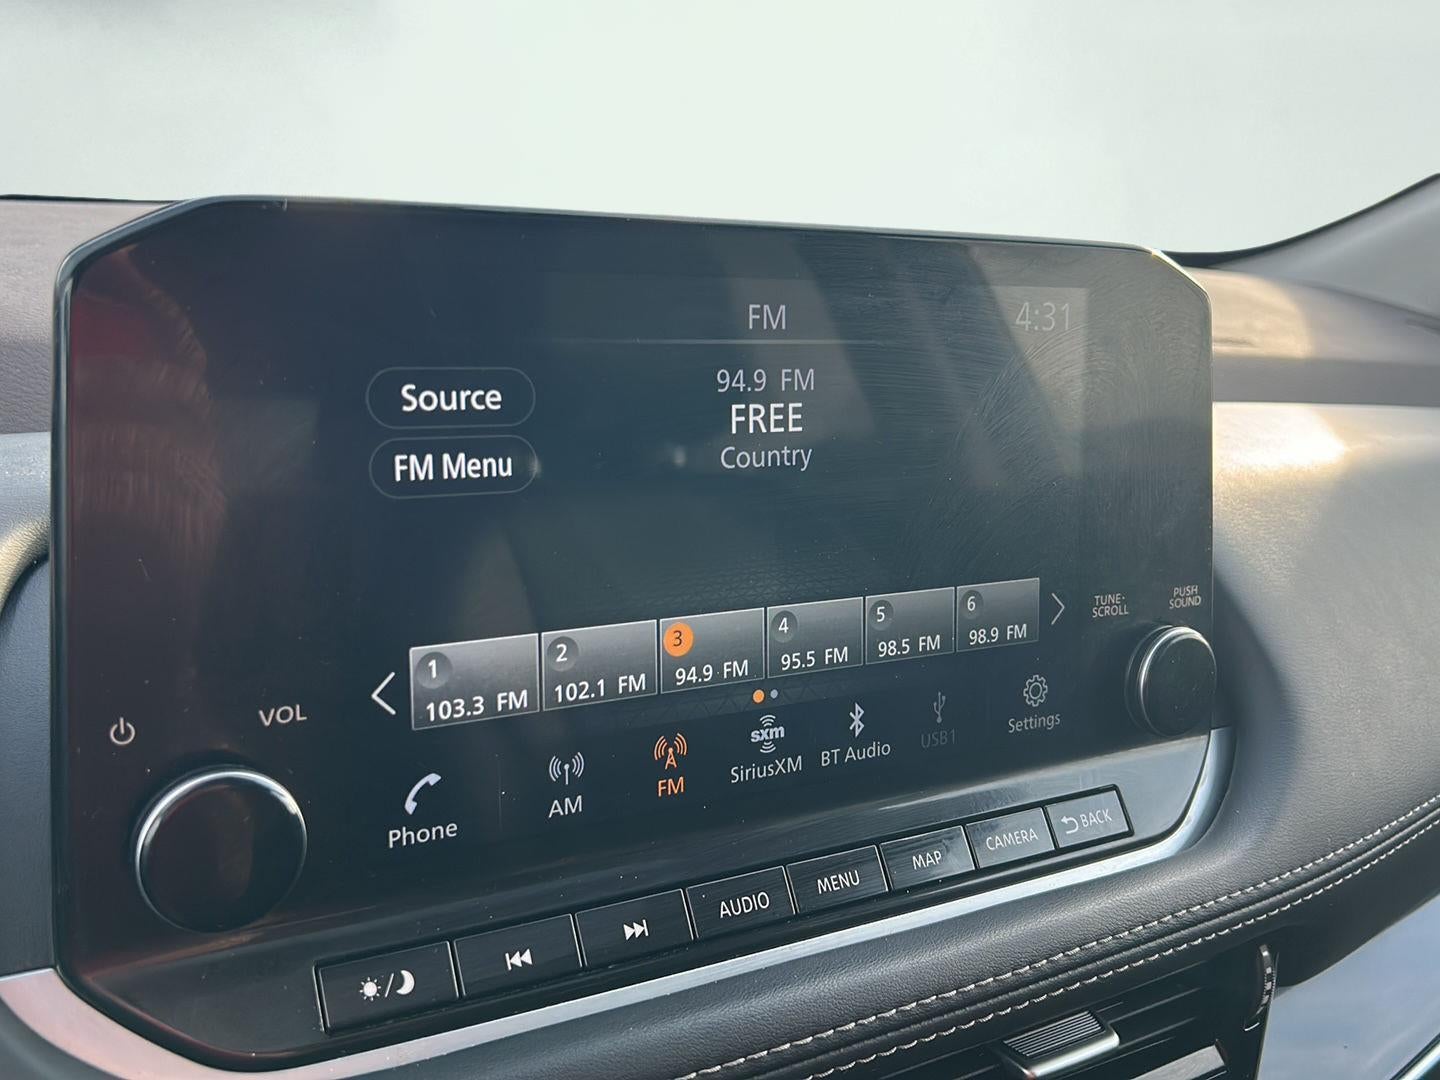 FM
4:31
Source
94.9 FM
FREE
FM Menu
Country
1
2
3
4
5
6
103.3 FM
102.1 FM
94.9 FM
95.5 FM
98.5 FM
98.9 FM
TUNE·
SCROLL
PUSH
SOUND
VOL
Phone
AM
FM
sxm
SiriusXM
BT Audio
USB1
Settings
AUDIO
MENU
MAP
CAMERA
BACK